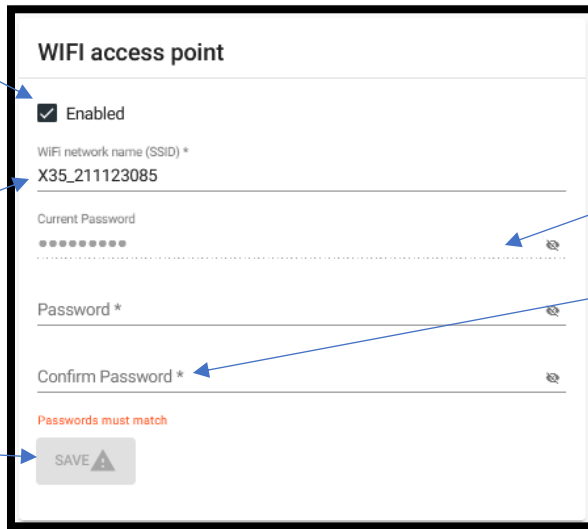 WIFI access point
Enabled
WiFi network name (SSID) *
X35_211123085
Current Password
•••••••••
Password *
Confirm Password *
Passwords must match
SAVE